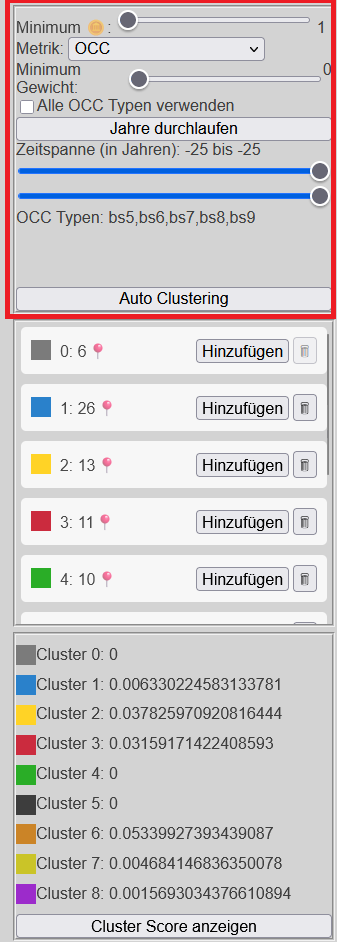 Minimum : 1
Metrik: OCC
Minimum 0
Gewicht:
Alle OCC Typen verwenden
Jahre durchlaufen
Zeitspanne (in Jahren): -25 bis -25
OCC Typen: bs5,bs6,bs7,bs8,bs9
Auto Clustering
0: 6 Hinzufügen
1: 26 Hinzufügen
2: 13 Hinzufügen
3: 11 Hinzufügen
4: 10 Hinzufügen
Cluster 0: 0
Cluster 1: 0.006330224583133781
Cluster 2: 0.037825970920816444
Cluster 3: 0.03159171422408593
Cluster 4: 0
Cluster 5: 0
Cluster 6: 0.05339927393439087
Cluster 7: 0.004684146836350078
Cluster 8: 0.0015693034376610894
Cluster Score anzeigen